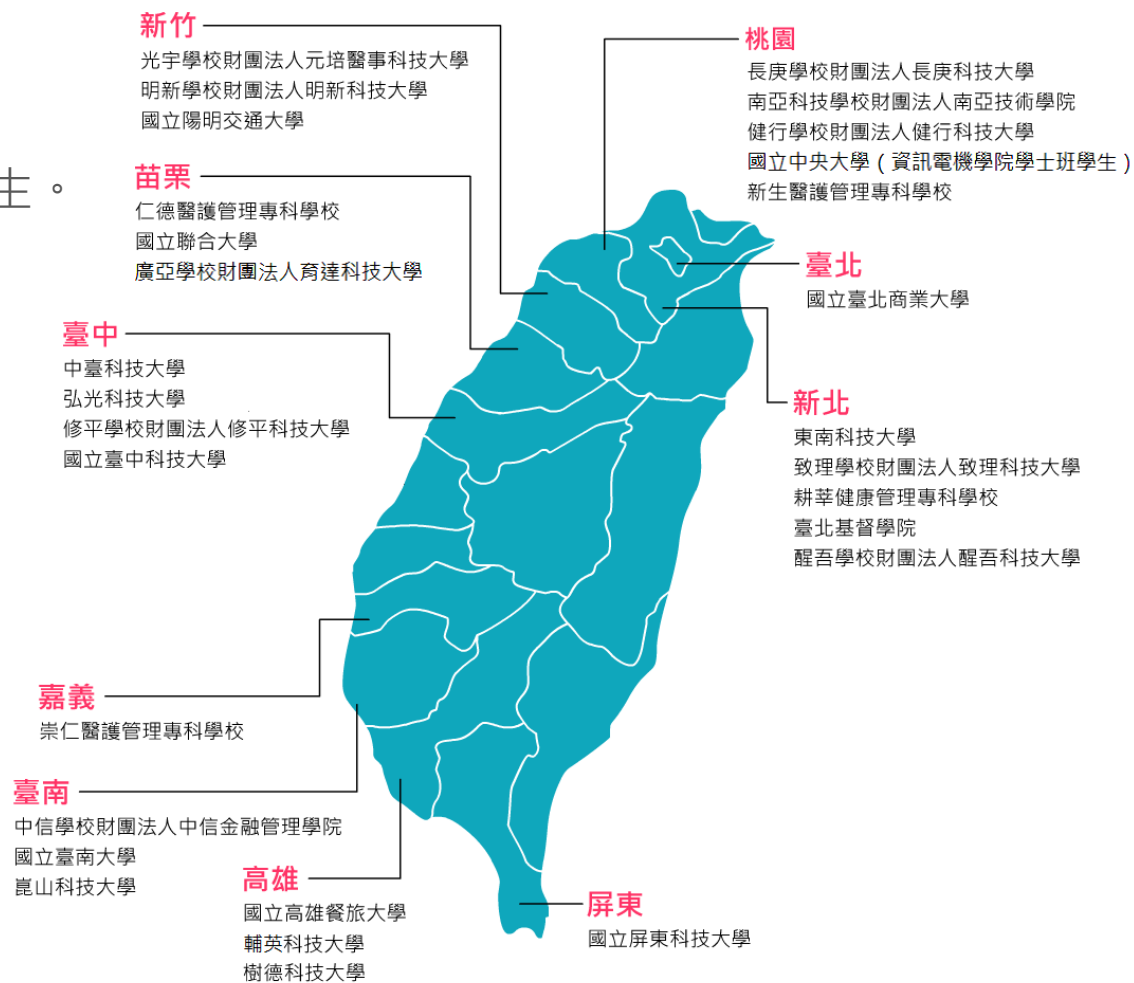 新竹
光宇學校財團法人元培醫事科技大學
明新學校財團法人明新科技大學
國立陽明交通大學
桃園
長庚學校財團法人長庚科技大學
南亞科技學校財團法人南亞技術學院
健行學校財團法人健行科技大學
國立中央大學（資訊電機學院學士班學生）
新生醫護管理專科學校
生。
苗栗
仁德醫護管理專科學校
國立聯合大學
廣亞學校財團法人育達科技大學
臺北
國立臺北商業大學
臺中
中臺科技大學
弘光科技大學
修平學校財團法人修平科技大學
國立臺中科技大學
新北
東南科技大學
致理學校財團法人致理科技大學
耕莘健康管理專科學校
臺北基督學院
醒吾學校財團法人醒吾科技大學
嘉義
崇仁醫護管理專科學校
臺南
中信學校財團法人中信金融管理學院
國立臺南大學
崑山科技大學
高雄
國立高雄餐旅大學
輔英科技大學
樹德科技大學
屏東
國立屏東科技大學